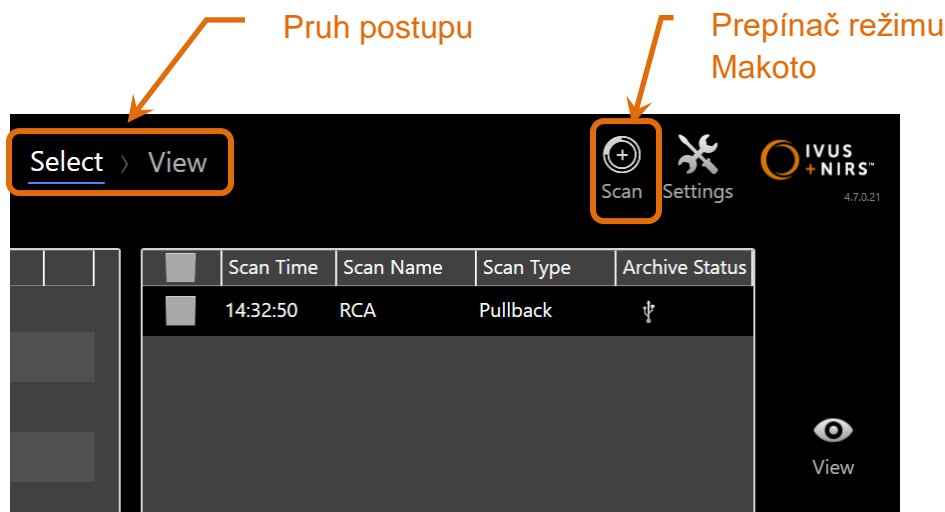 Pruh postupu
Prepínač režimu
Makoto
Select > View
Scan
Settings
IVUS
+NIRS™
4.7.0.21
Scan Time Scan Name Scan Type Archive Status
14:32:50 RCA Pullback
View